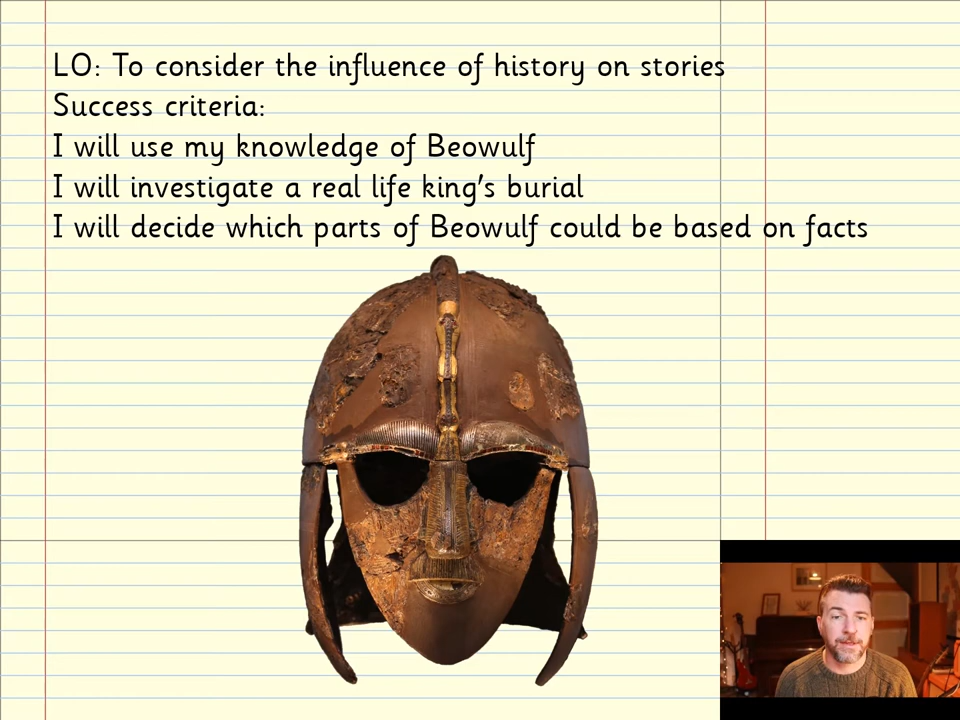 LO: To consider the influence of history on stories
Success criteria:
I will use my knowledge of Beowulf
I will investigate a real life king's burial
I will decide which parts of Beowulf could be based on facts